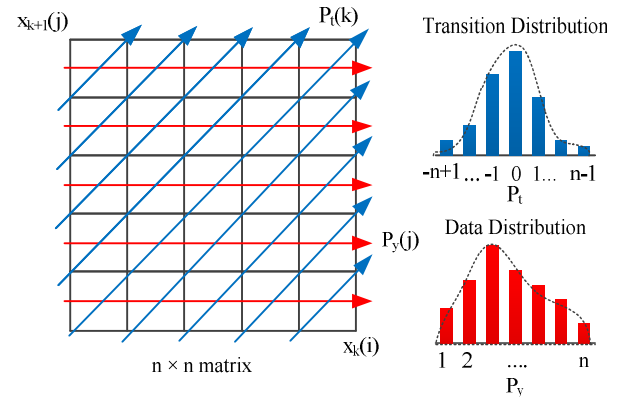 x_{k+1}(j)
P_t(k)
P_y(j)
x_k(i)
n × n matrix
Transition Distribution
-n+1 ... -1 0 1... n-1
P_t
Data Distribution
1 2 .... n
P_y